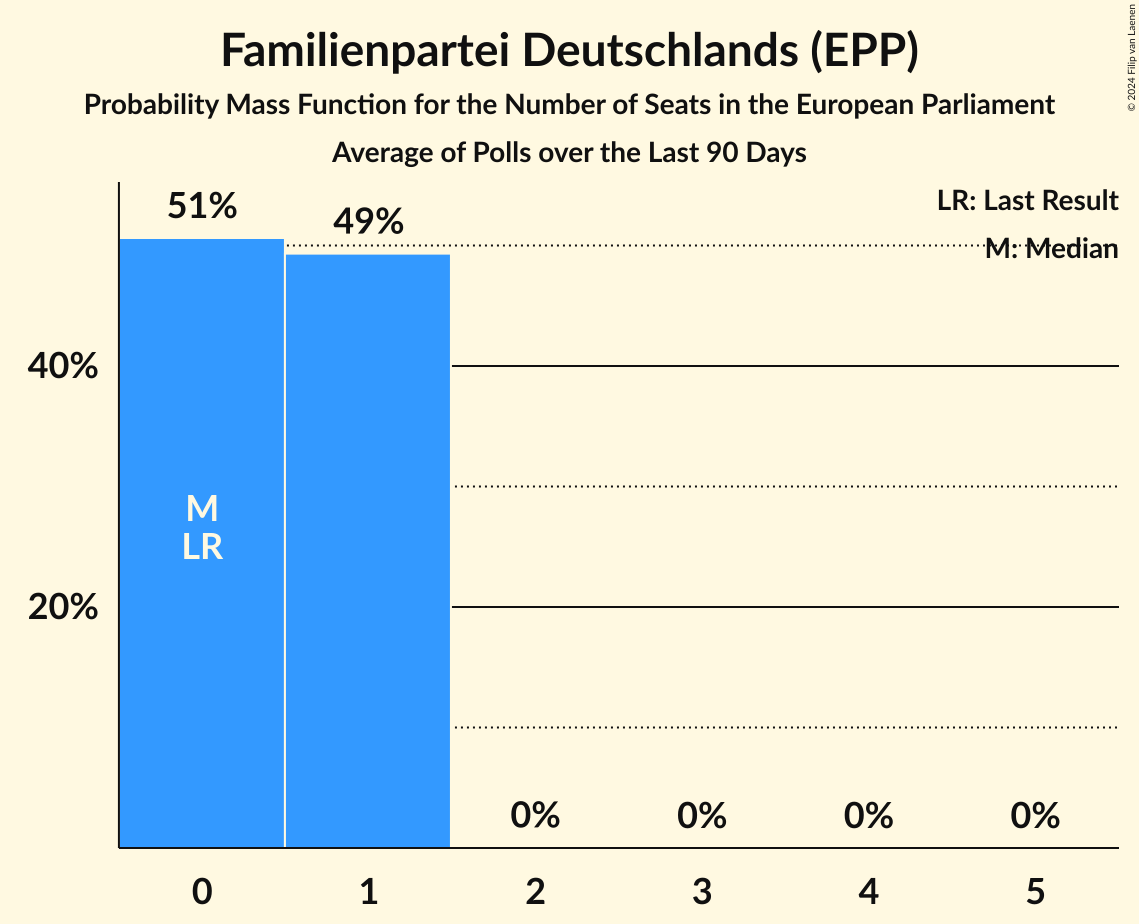 Familienpartei Deutschlands (EPP)
Probability Mass Function for the Number of Seats in the European Parliament
Average of Polls over the Last 90 Days
© 2024 Filip van Laenen
LR: Last Result
M: Median
51%
49%
40%
20%
M
LR
0%
0%
0%
0%
0
1
2
3
4
5